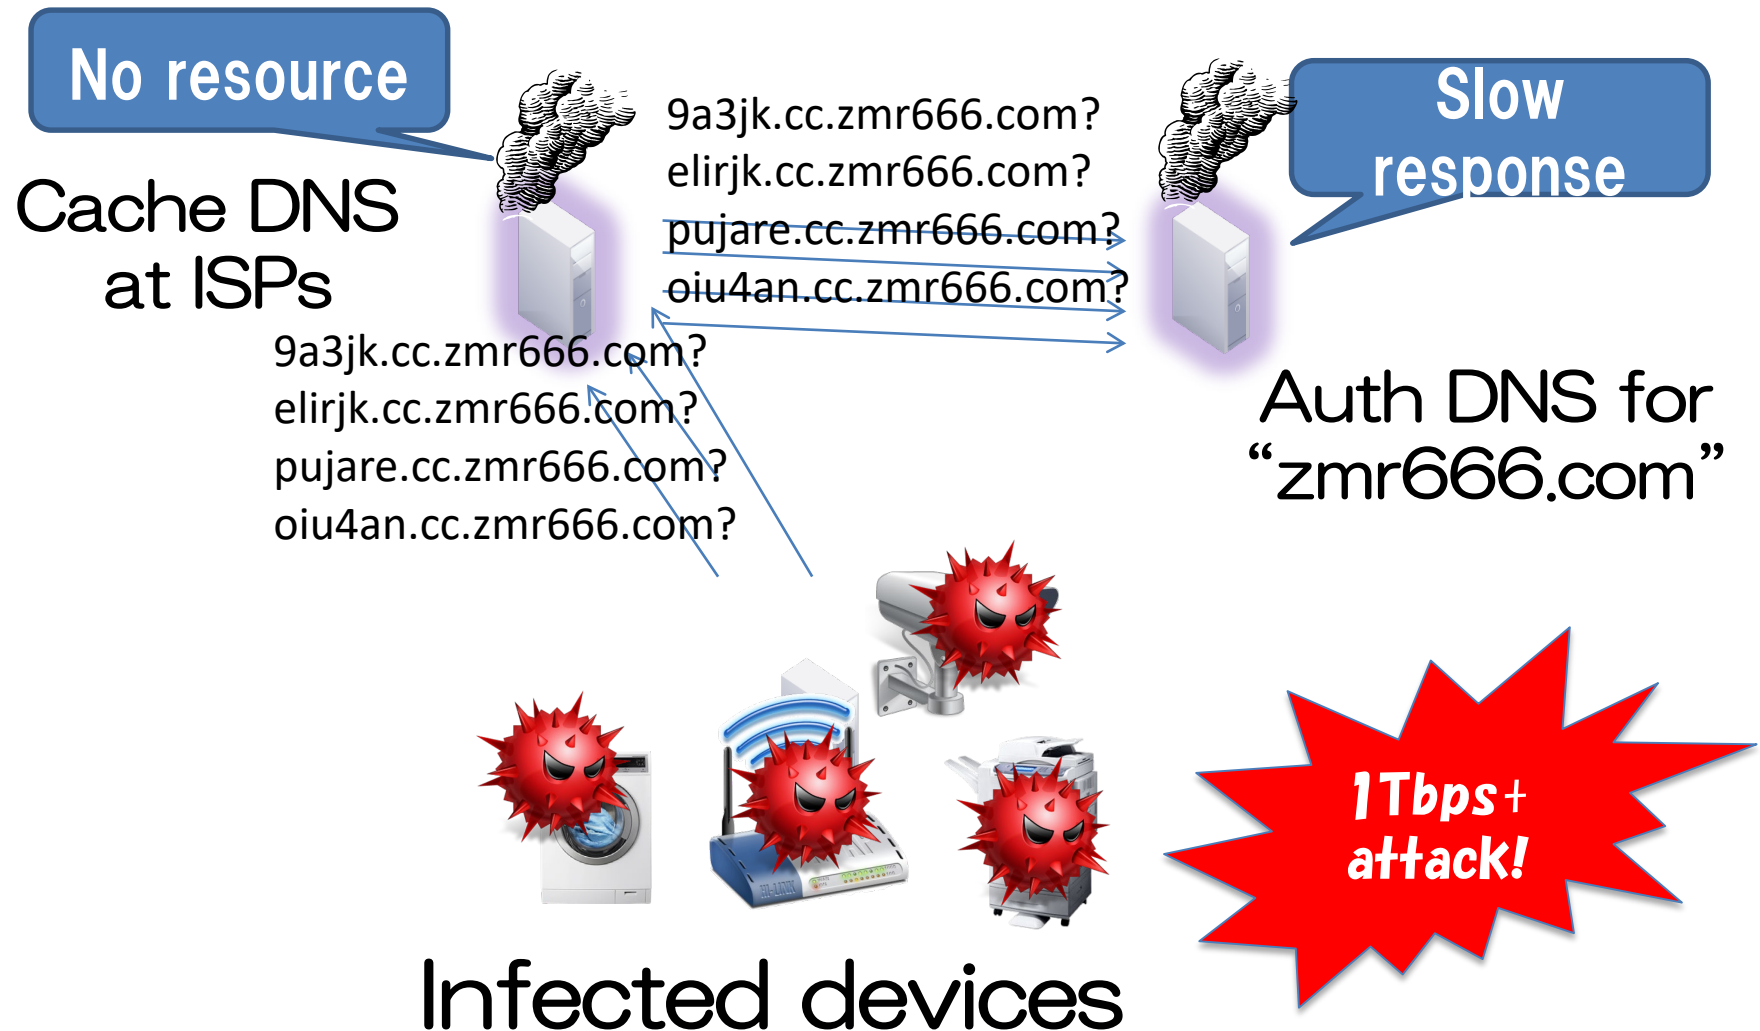 No resource
Slow
response
Cache DNS
at ISPs
9a3jk.cc.zmr666.com?
elirjk.cc.zmr666.com?
pujare.cc.zmr666.com?
oiu4an.cc.zmr666.com?
9a3jk.cc.zmr666.com?
elirjk.cc.zmr666.com?
pujare.cc.zmr666.com?
oiu4an.cc.zmr666.com?
Auth DNS for
“zmr666.com”
HI-LINK
1Tbps+
attack!
Infected devices